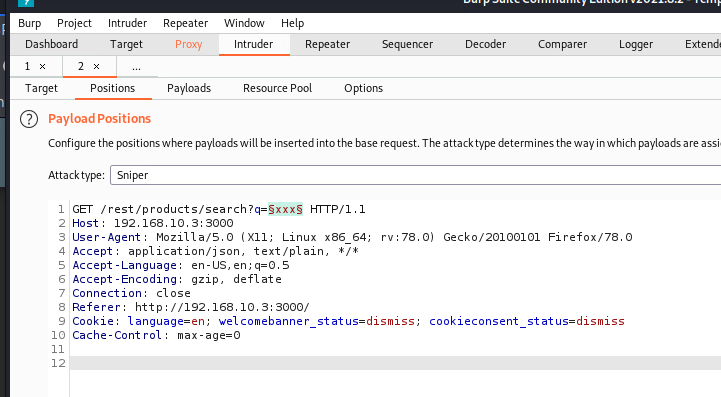 Burp Suite Community Edition v2021.8.2 - Temp
Burp Project Intruder Repeater Window Help
Dashboard Target Proxy Intruder Repeater Sequencer Decoder Comparer Logger Extende
1 × 2 × ...
Target Positions Payloads Resource Pool Options
? Payload Positions
Configure the positions where payloads will be inserted into the base request. The attack type determines the way in which payloads are assi
Attack type: Sniper
1 GET /rest/products/search?q=§xxx§ HTTP/1.1
2 Host: 192.168.10.3:3000
3 User-Agent: Mozilla/5.0 (X11; Linux x86_64; rv:78.0) Gecko/20100101 Firefox/78.0
4 Accept: application/json, text/plain, */*
5 Accept-Language: en-US,en;q=0.5
6 Accept-Encoding: gzip, deflate
7 Connection: close
8 Referer: http://192.168.10.3:3000/
9 Cookie: language=en; welcomebanner_status=dismiss; cookieconsent_status=dismiss
10 Cache-Control: max-age=0
11
12